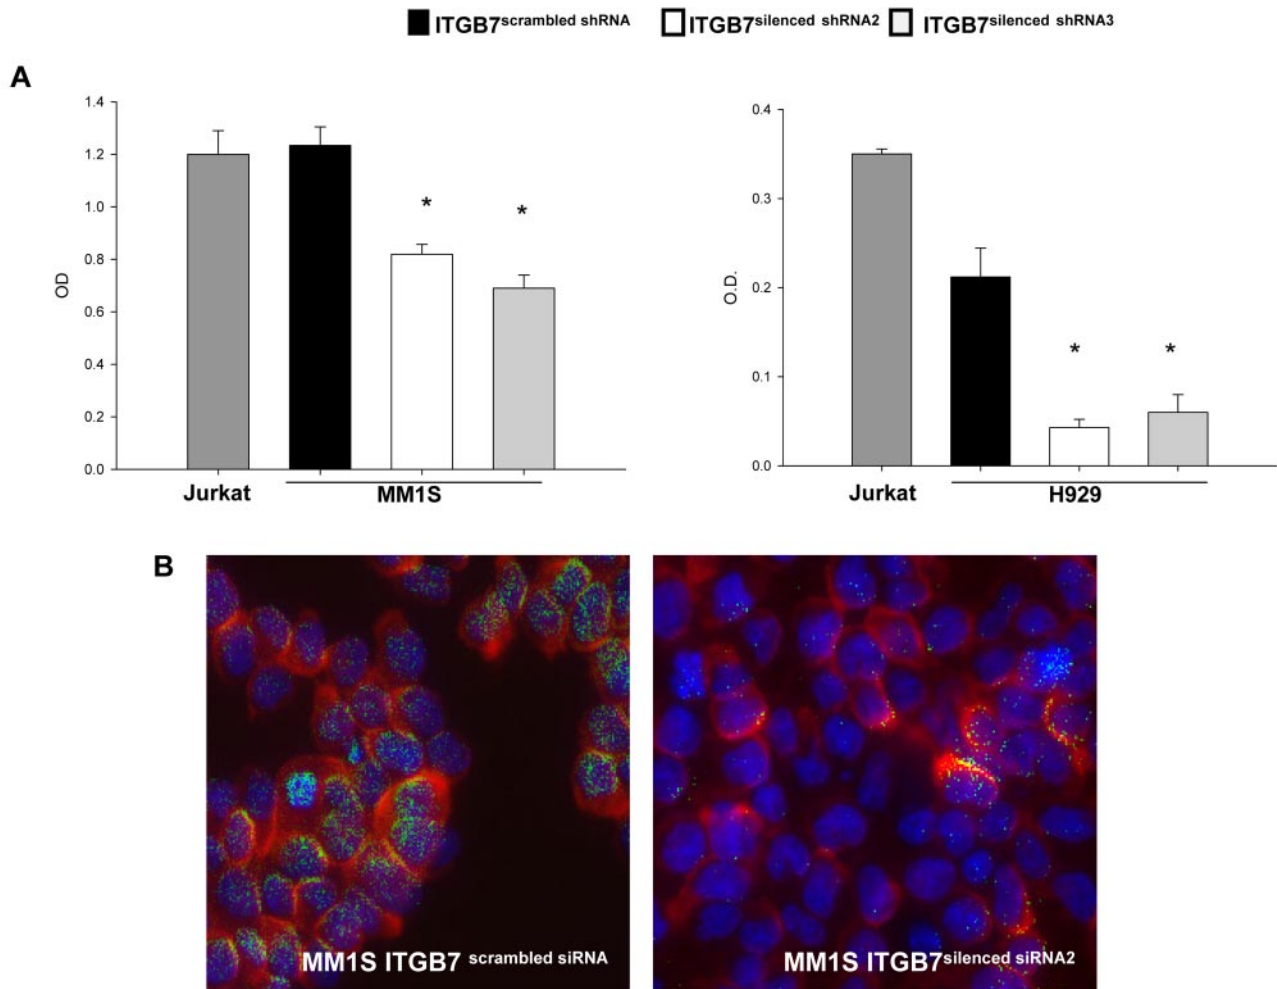 ITGB7scrambled shRNA ITGB7silenced shRNA2 ITGB7silenced shRNA3
A
1.4
1.2
1.0
0.8
0.6
0.4
0.2
0.0
OD
* *
Jurkat MM1S
0.4
0.3
0.2
0.1
0.0
O.D.
* *
Jurkat H929
B
MM1S ITGB7 scrambled siRNA
MM1S ITGB7silenced siRNA2